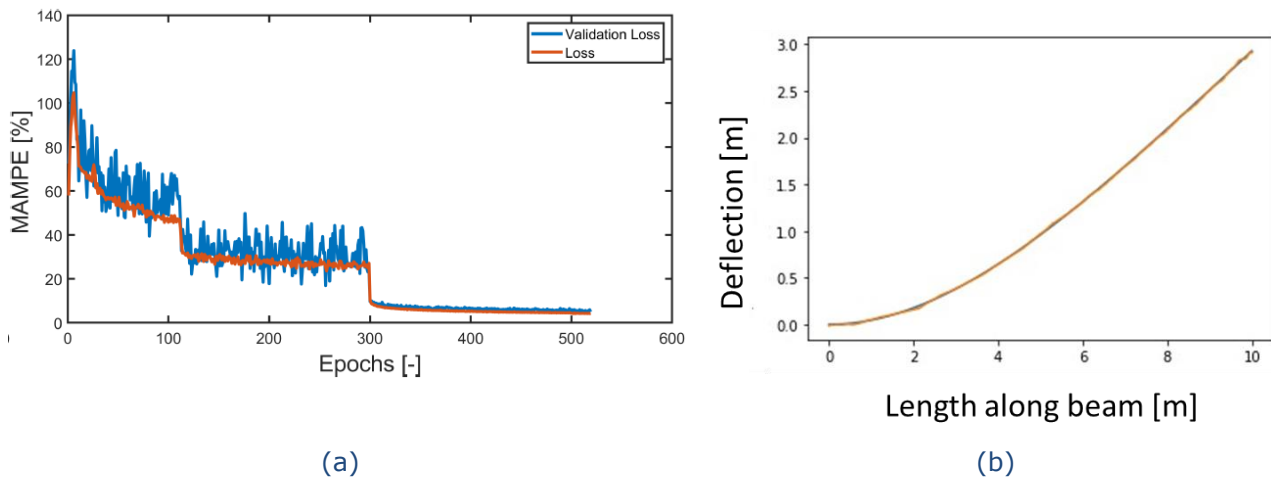 140
120
100
80
60
40
20
0
MAMPE [%]
Validation Loss
Loss
0 100 200 300 400 500 600
Epochs [-]
(a)
3.0
2.5
2.0
1.5
1.0
0.5
0.0
Deflection [m]
0 2 4 6 8 10
Length along beam [m]
(b)